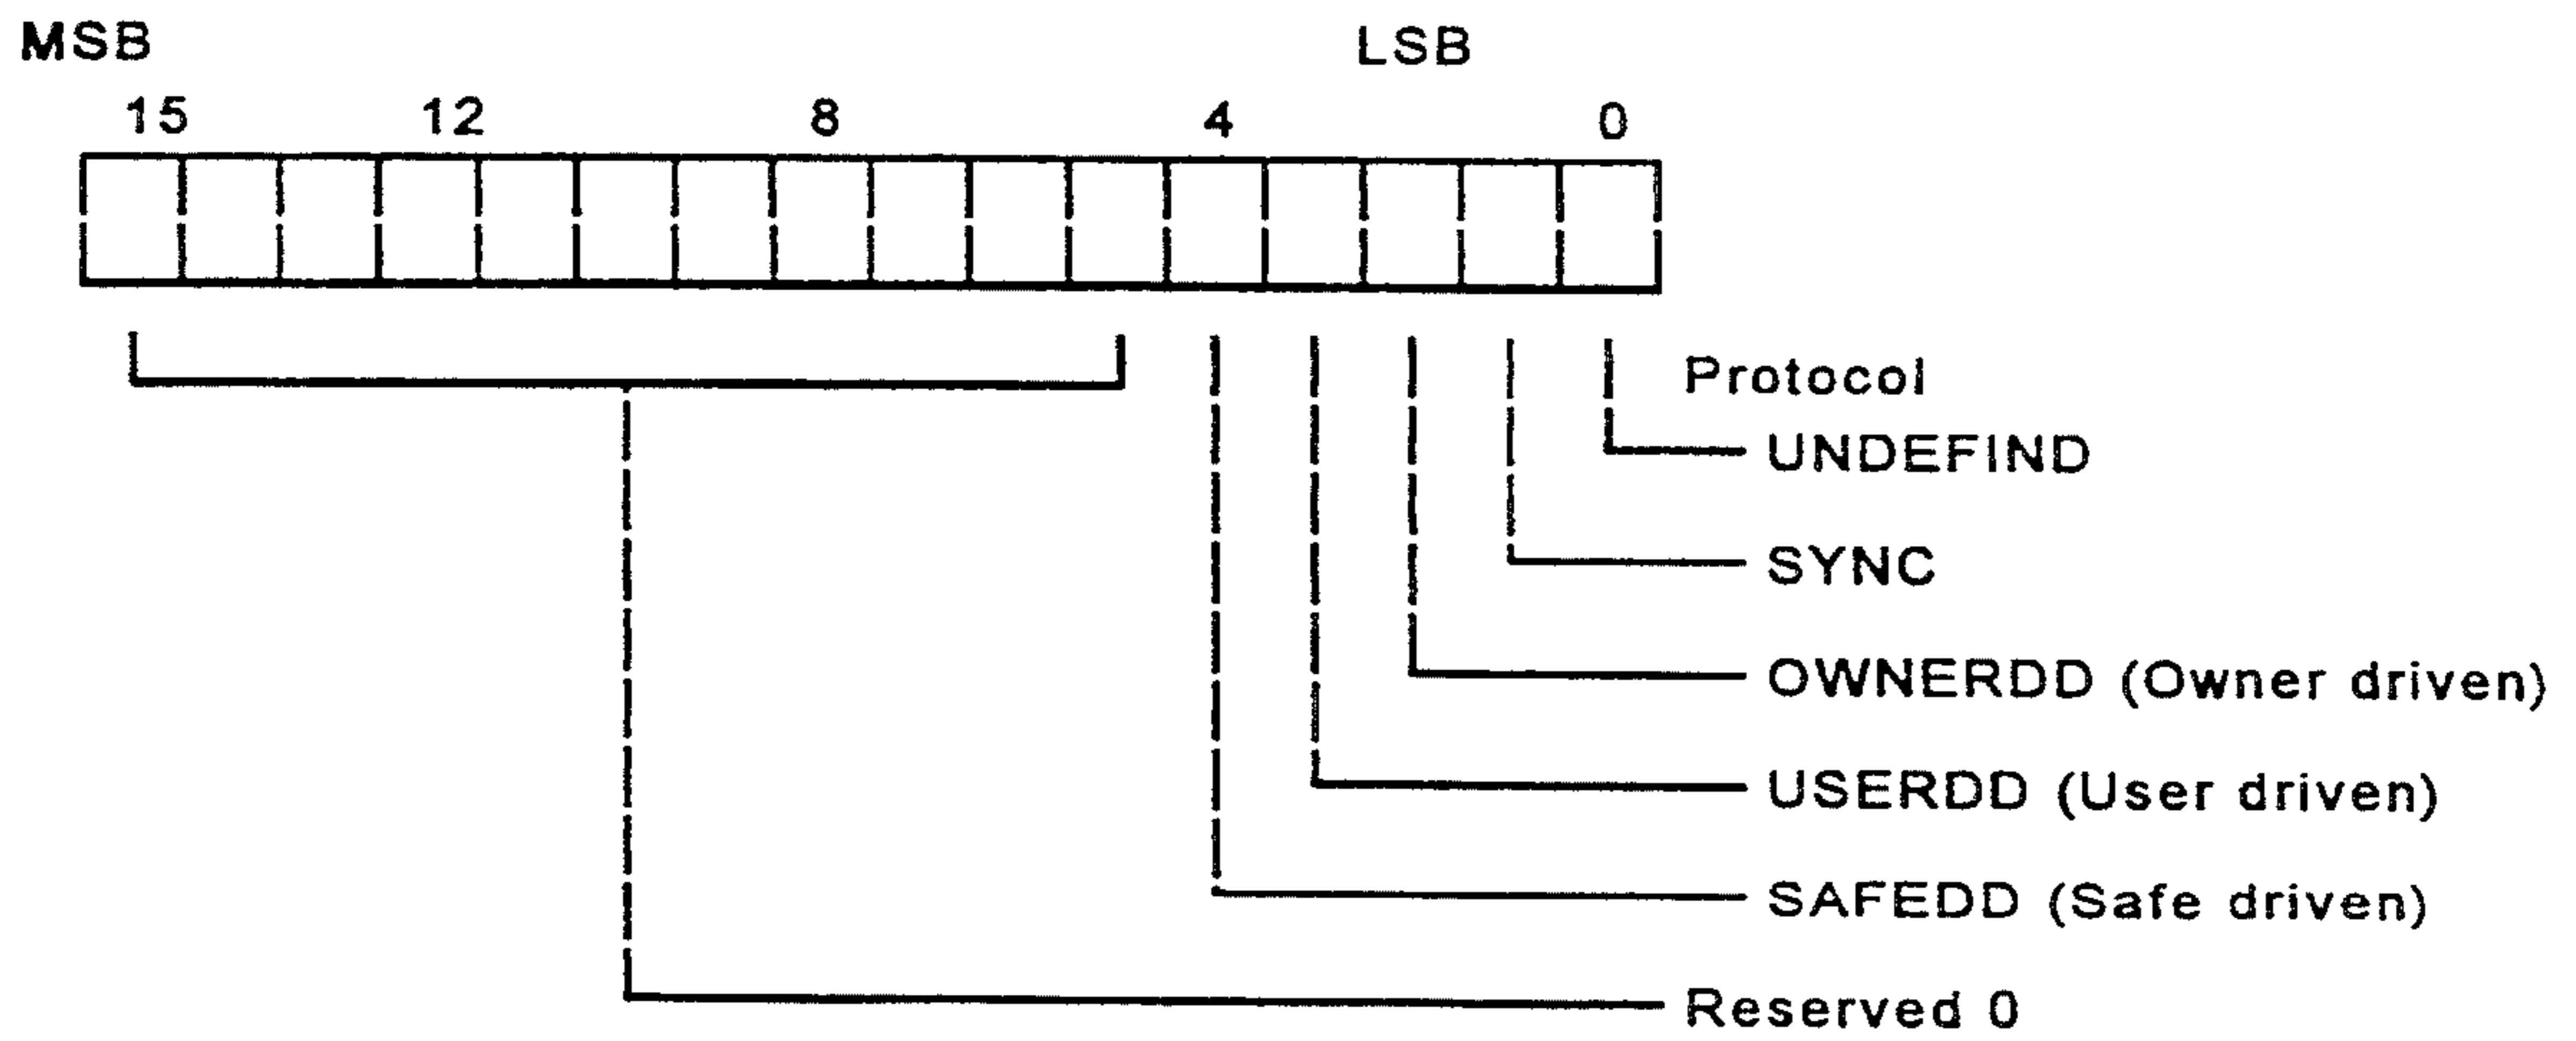 MSB LSB
15 12 8 4 0
Protocol
UNDEFIND
SYNC
OWNERDD (Owner driven)
USERDD (User driven)
SAFEDD (Safe driven)
Reserved 0